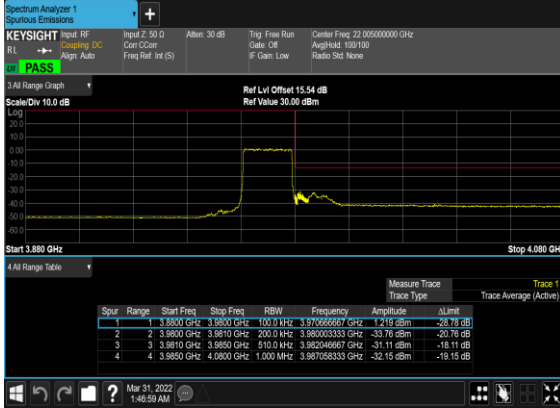 Spectrum Analyzer 1
Spurious Emissions
+
KEYSIGHT Input: RF Input Z: 50 Ω Atten: 30 dB Trig: Free Run Center Freq: 22.005000000 GHz
RL Coupling: DC Corr CCorr Gate: Off Avg|Hold: 100/100
Align: Auto Freq Ref: Int (S) IF Gain: Low Radio Std: None
LXI PASS
3 All Range Graph
Ref Lvl Offset 15.54 dB
Scale/Div 10.0 dB Ref Value 30.00 dBm
Log
20.0
10.0
0.00
-10.0
-20.0
-30.0
-40.0
-50.0
-60.0
Start 3.880 GHz Stop 4.080 GH
4 All Range Table
Measure Trace Trace 1
Trace Type Trace Average (Active)
Spur Range Start Freq Stop Freq RBW Frequency Amplitude ΔLimit
1 1 3.8800 GHz 3.9800 GHz 100.0 kHz 3.970666667 GHz 1.219 dBm -28.78 dB
2 2 3.9800 GHz 3.9810 GHz 200.0 kHz 3.980003333 GHz -33.76 dBm -20.76 dB
3 3 3.9810 GHz 3.9850 GHz 510.0 kHz 3.982046667 GHz -31.11 dBm -18.11 dB
4 4 3.9850 GHz 4.0800 GHz 1.000 MHz 3.987058333 GHz -32.15 dBm -19.15 dB
? Mar 31, 2022
1:46:59 AM